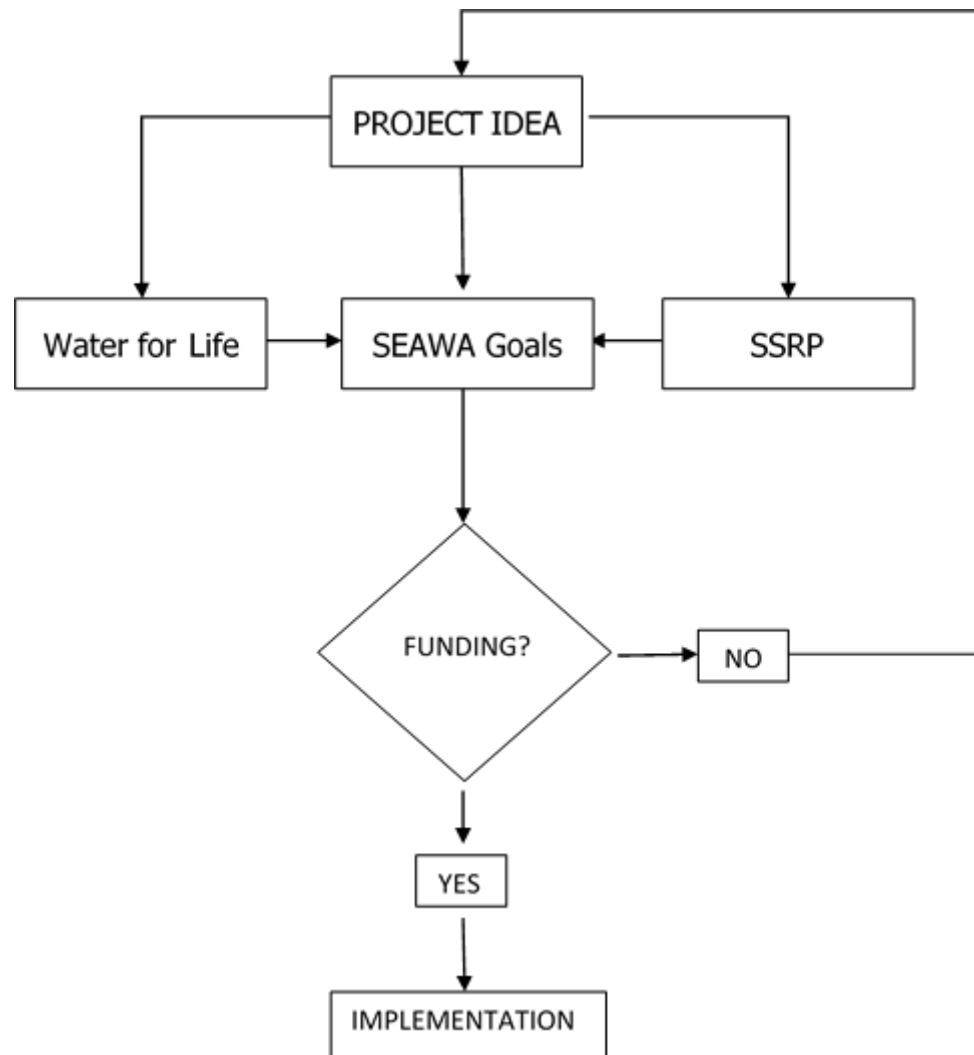 PROJECT IDEA
Water for Life
SEAWA Goals
SSRP
FUNDING?
NO
YES
IMPLEMENTATION